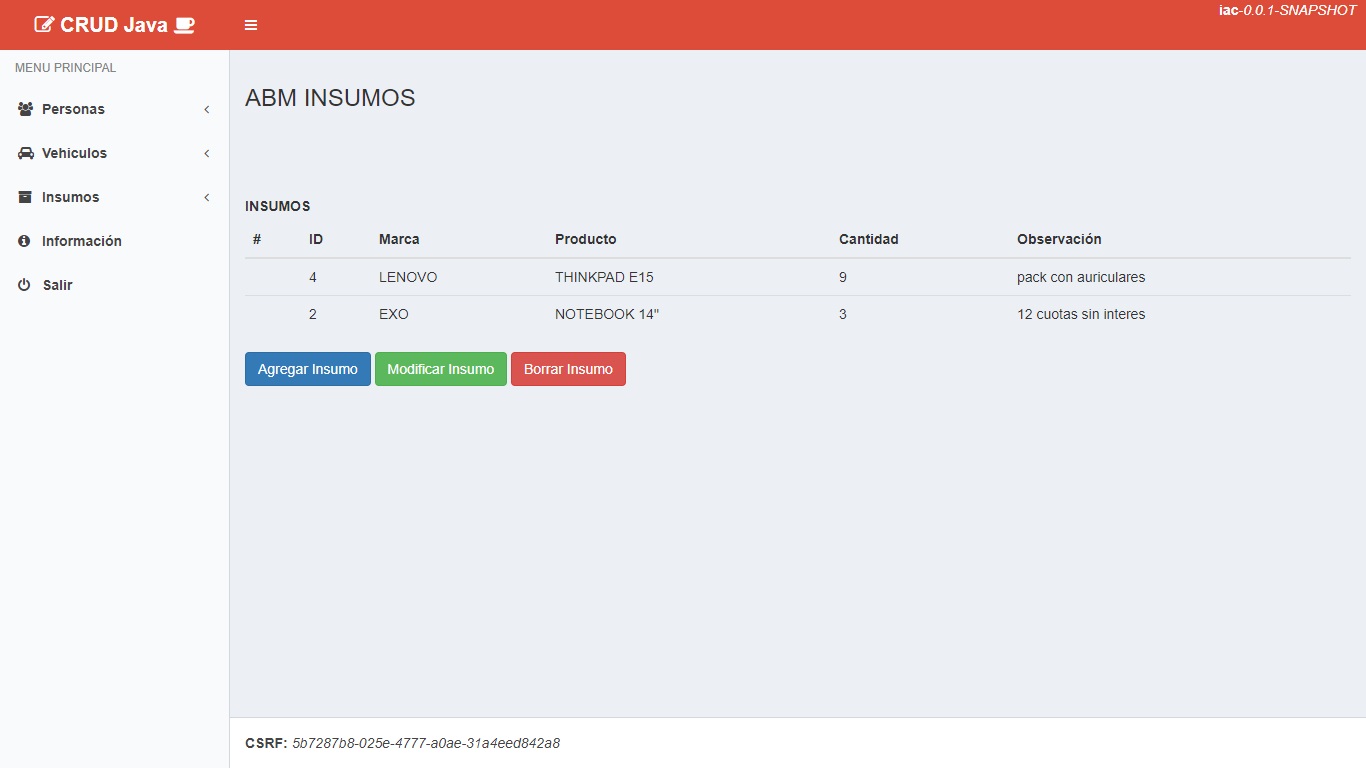 CRUD Java
iac-0.0.1-SNAPSHOT
MENU PRINCIPAL
Personas
Vehiculos
Insumos
Información
Salir
ABM INSUMOS
INSUMOS
# ID Marca Producto Cantidad Observación
4 LENOVO THINKPAD E15 9 pack con auriculares
2 EXO NOTEBOOK 14" 3 12 cuotas sin interes
Agregar Insumo Modificar Insumo Borrar Insumo
CSRF: 5b7287b8-025e-4777-a0ae-31a4eed842a8